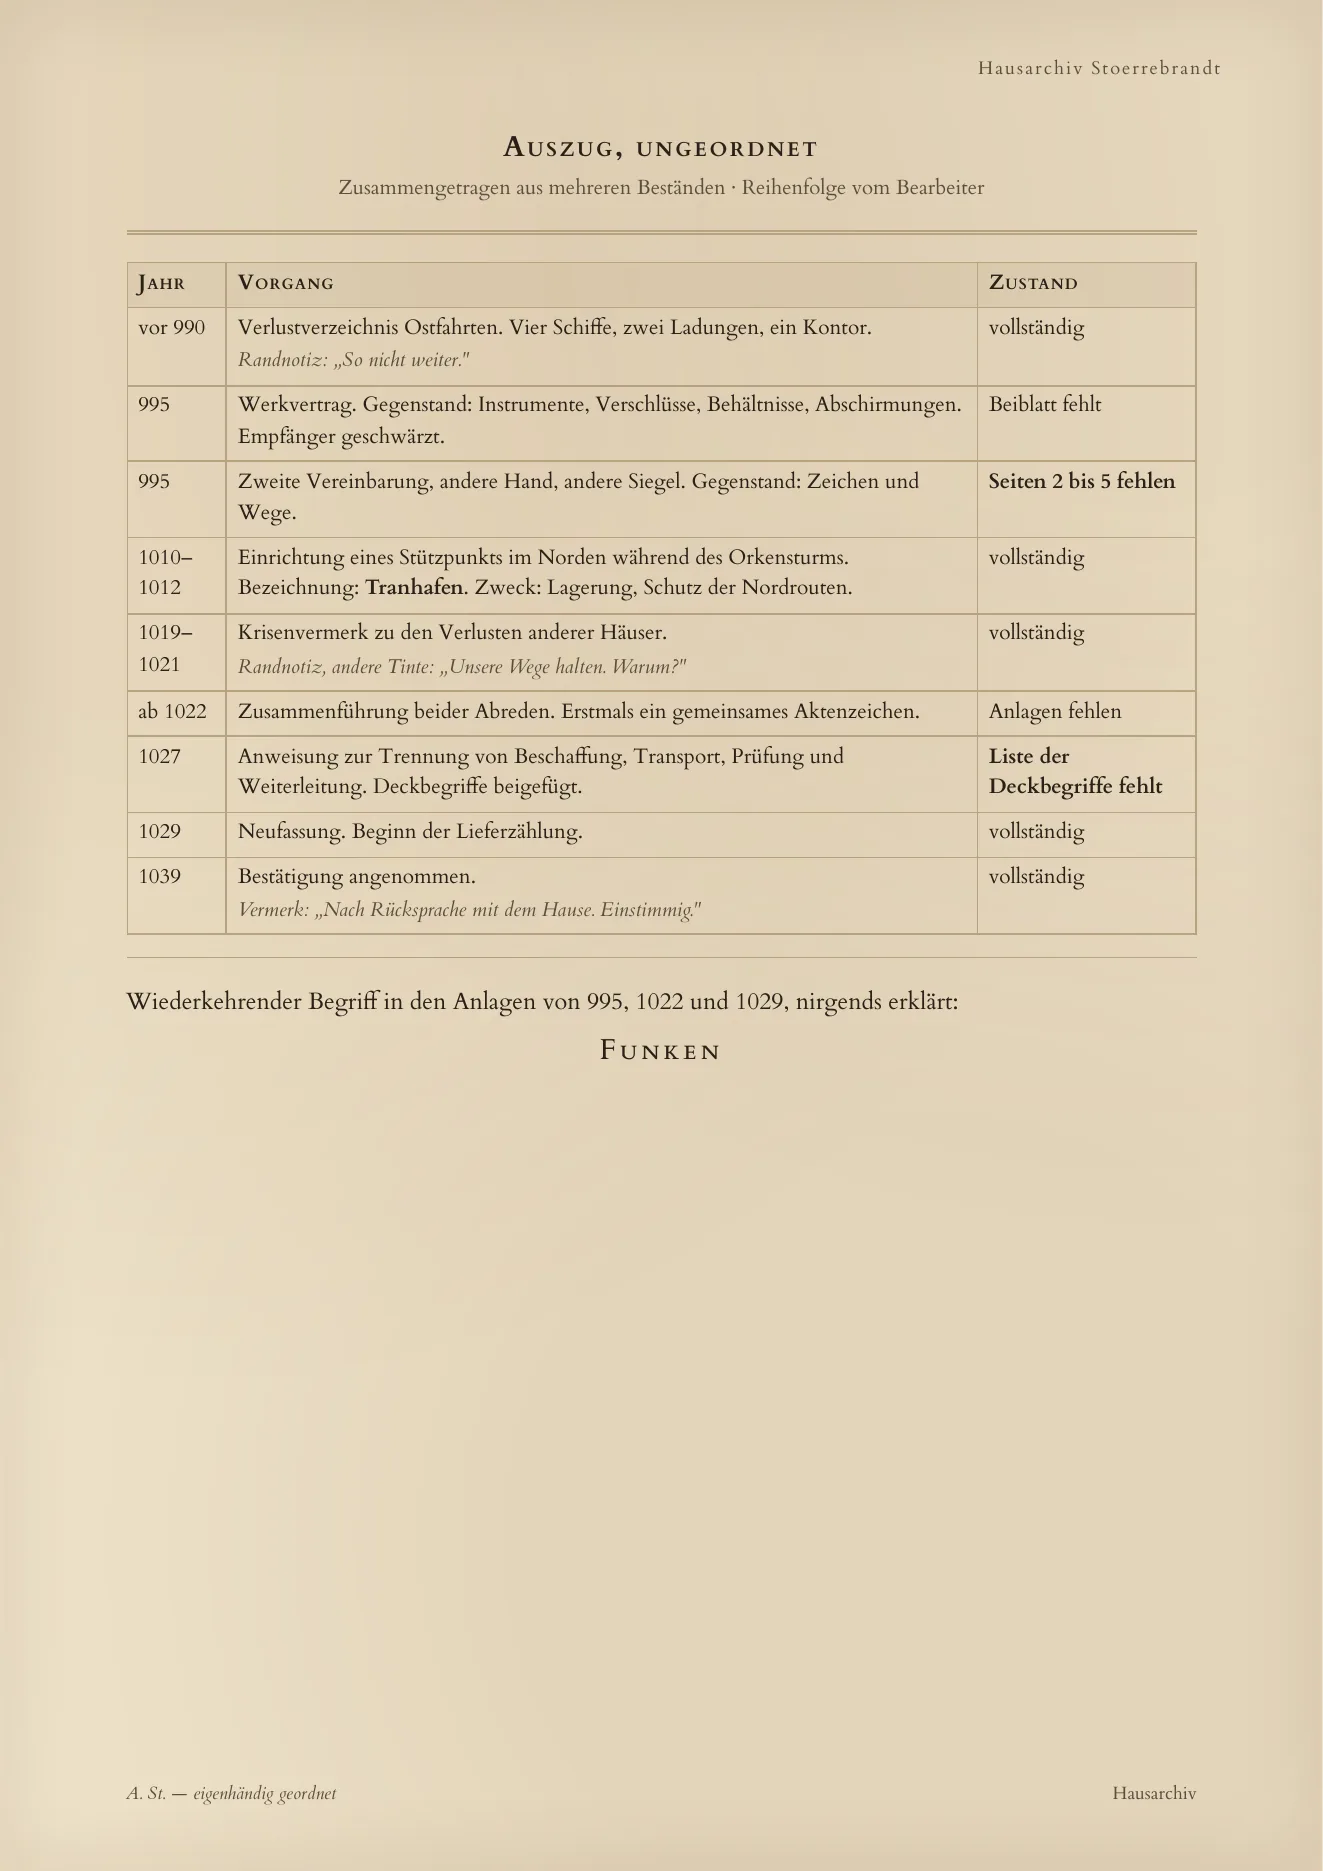 Hausarchiv Stoerrebrandt
Auszug, ungeordnet
Zusammengetragen aus mehreren Beständen · Reihenfolge vom Bearbeiter
Jahr Vorgang Zustand
vor 990 Verlustverzeichnis Ostfahrten. Vier Schiffe, zwei Ladungen, ein Kontor. vollständig
Randnotiz: „So nicht weiter."
995 Werkvertrag. Gegenstand: Instrumente, Verschlüsse, Behältnisse, Abschirmungen. Beiblatt fehlt
Empfänger geschwärzt.
995 Zweite Vereinbarung, andere Hand, andere Siegel. Gegenstand: Zeichen und Seiten 2 bis 5 fehlen
Wege.
1010– Einrichtung eines Stützpunkts im Norden während des Orkensturms. vollständig
1012 Bezeichnung: Tranhafen. Zweck: Lagerung, Schutz der Nordrouten.
1019– Krisenvermerk zu den Verlusten anderer Häuser. vollständig
1021 Randnotiz, andere Tinte: „Unsere Wege halten. Warum?"
ab 1022 Zusammenführung beider Abreden. Erstmals ein gemeinsames Aktenzeichen. Anlagen fehlen
1027 Anweisung zur Trennung von Beschaffung, Transport, Prüfung und Liste der
Weiterleitung. Deckbegriffe beigefügt. Deckbegriffe fehlt
1029 Neufassung. Beginn der Lieferzählung. vollständig
1039 Bestätigung angenommen. vollständig
Vermerk: „Nach Rücksprache mit dem Hause. Einstimmig."
Wiederkehrender Begriff in den Anlagen von 995, 1022 und 1029, nirgends erklärt:
Funken
A. St. — eigenhändig geordnet Hausarchiv